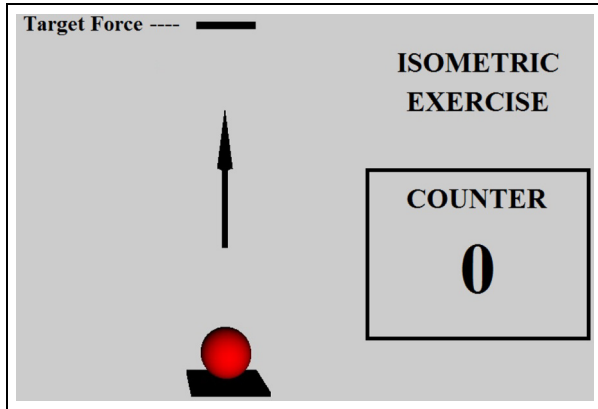 Target Force ----
ISOMETRIC
EXERCISE
COUNTER
0